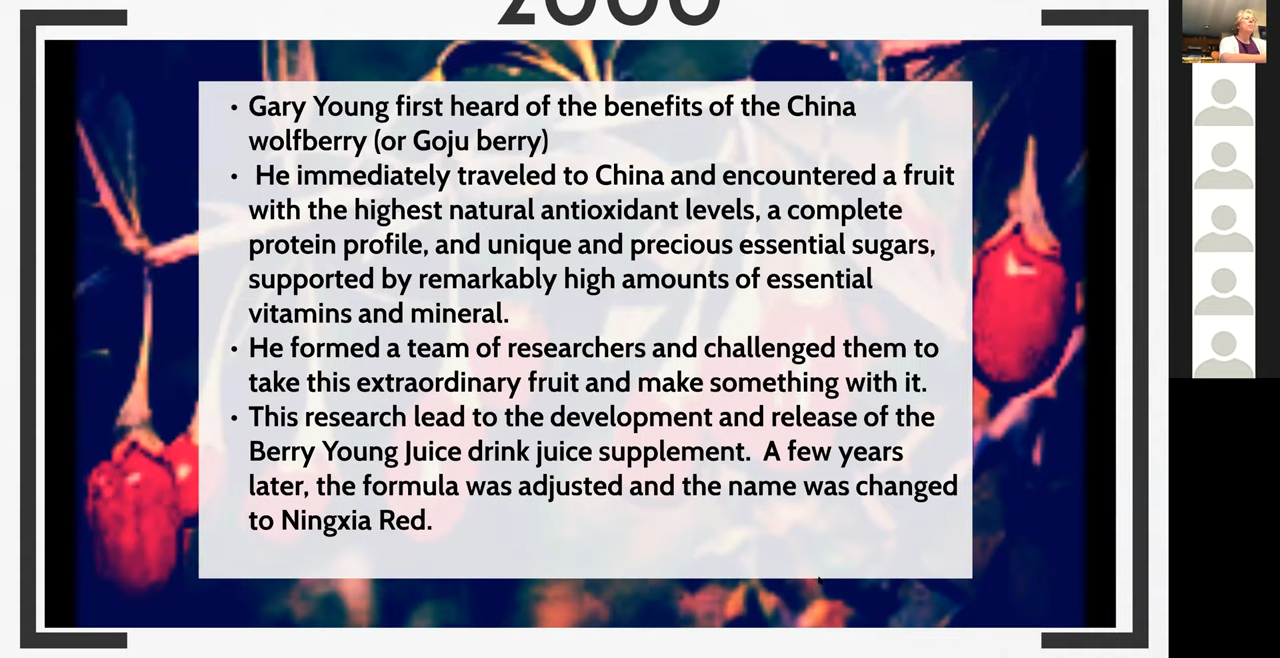 2000
• Gary Young first heard of the benefits of the China
wolfberry (or Goju berry)
• He immediately traveled to China and encountered a fruit
with the highest natural antioxidant levels, a complete
protein profile, and unique and precious essential sugars,
supported by remarkably high amounts of essential
vitamins and mineral.
• He formed a team of researchers and challenged them to
take this extraordinary fruit and make something with it.
• This research lead to the development and release of the
Berry Young Juice drink juice supplement. A few years
later, the formula was adjusted and the name was changed
to Ningxia Red.